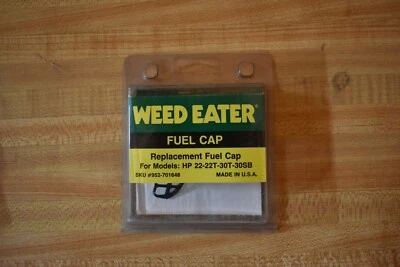 WEED EATER®
FUEL CAP
Replacement Fuel Cap
For Models: HP 22-22T-30T-30SB
SKU #952-701648 MADE IN U.S.A.